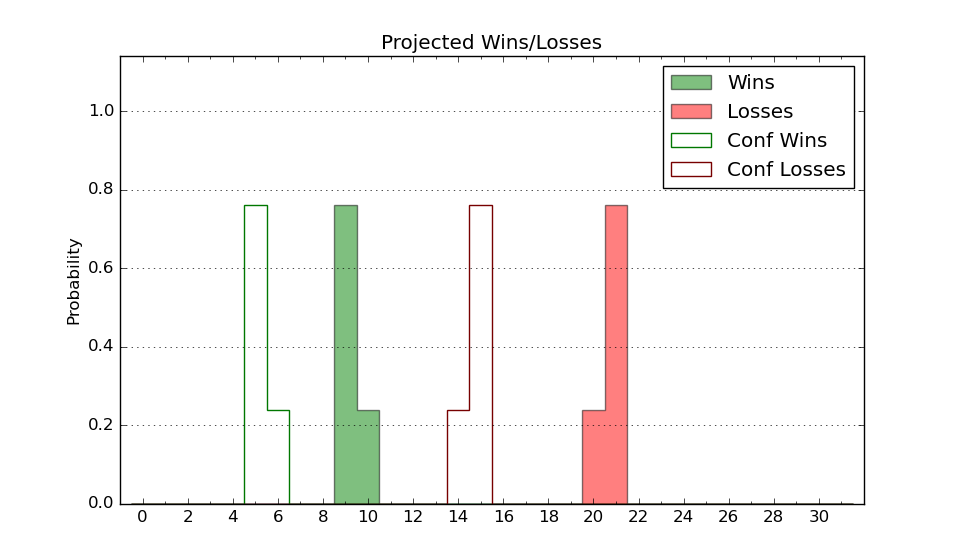 Projected Wins/Losses
Wins
Losses
Conf Wins
Conf Losses
Probability
1.0
0.8
0.6
0.4
0.2
0.0
0 2 4 6 8 10 12 14 16 18 20 22 24 26 28 30